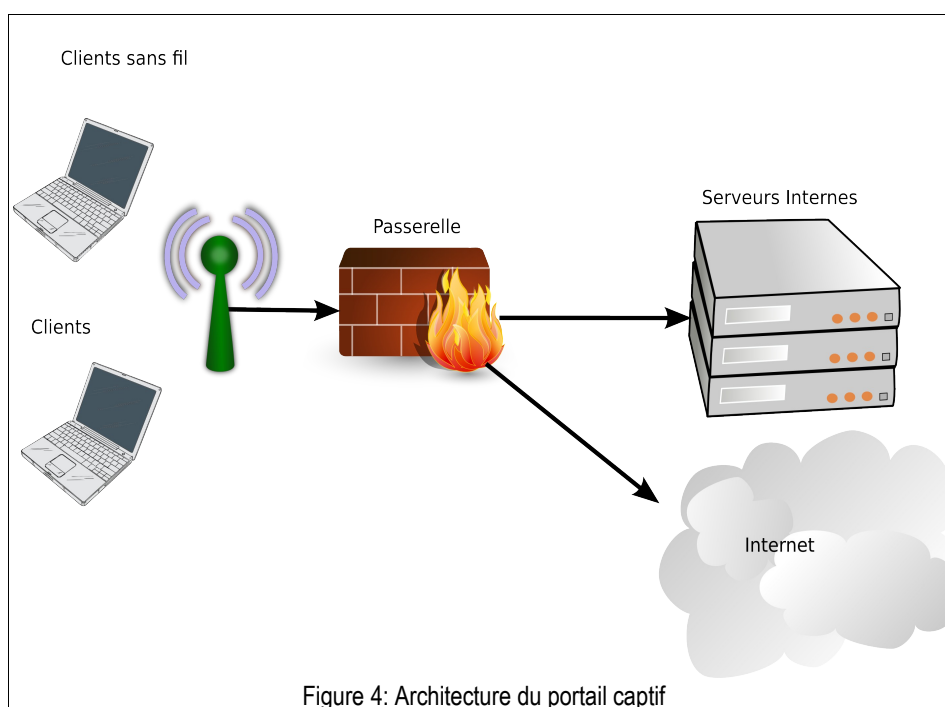 Clients sans fil
Serveurs Internes
Passerelle
Clients
Internet
Figure 4: Architecture du portail captif